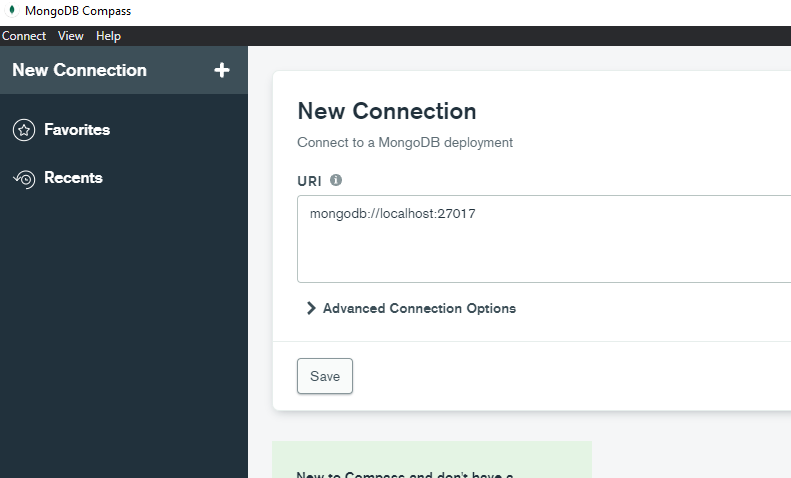 MongoDB Compass
Connect View Help
New Connection
Favorites
Recents
New Connection
Connect to a MongoDB deployment
URI
mongodb://localhost:27017
Advanced Connection Options
Save
New to Compass and don't have a